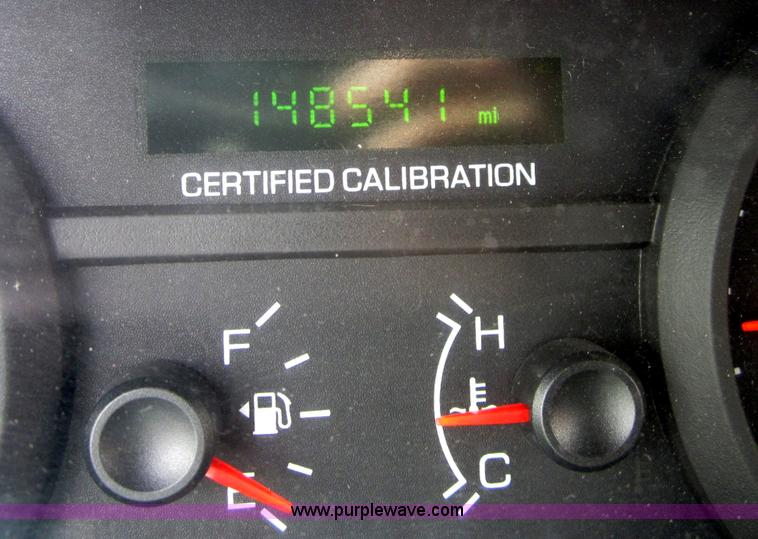 148541 mi
CERTIFIED CALIBRATION
F
H
E
C
www.purplewave.com